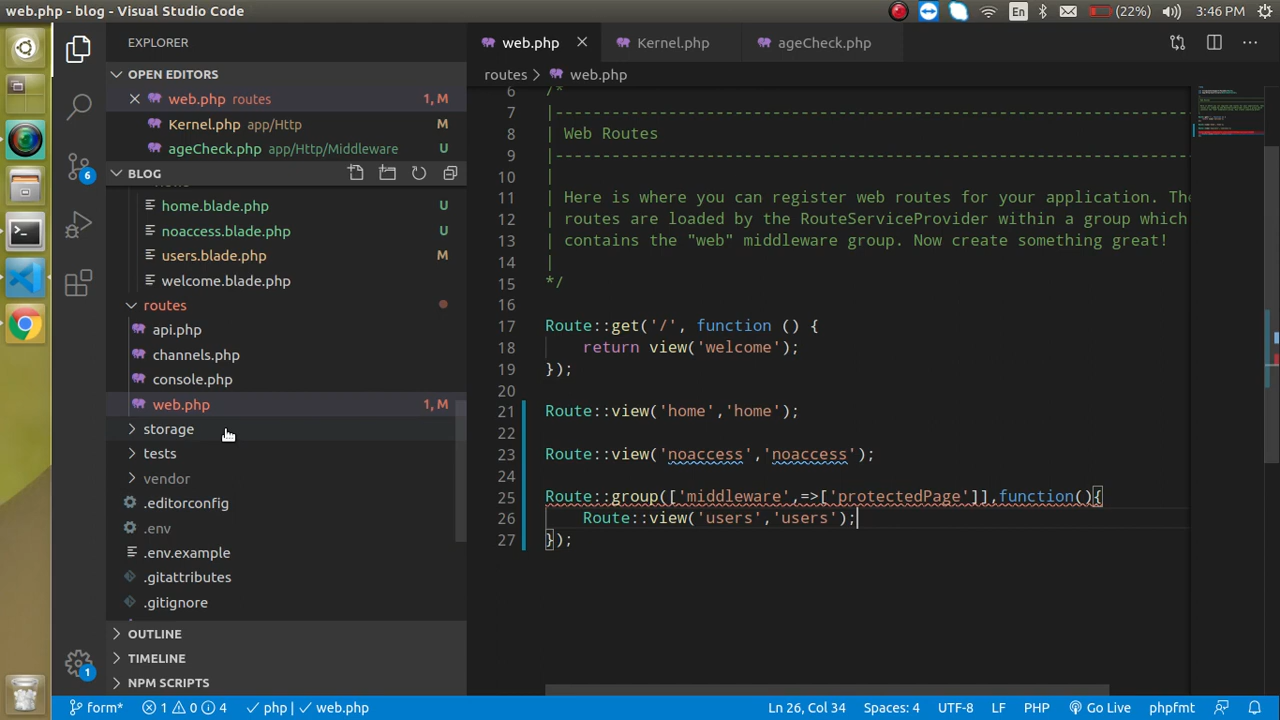 web.php - blog - Visual Studio Code
En
(22%)
3:46 PM
EXPLORER
OPEN EDITORS
web.php routes 1, M
Kernel.php app/Http M
ageCheck.php app/Http/Middleware U
BLOG
home.blade.php U
noaccess.blade.php U
users.blade.php M
welcome.blade.php
routes
api.php
channels.php
console.php
web.php 1, M
storage
tests
vendor
.editorconfig
.env
.env.example
.gitattributes
.gitignore
OUTLINE
TIMELINE
NPM SCRIPTS
6
1
web.php
Kernel.php
ageCheck.php
routes > web.php
6 /*
7 |--------------------------------------------------------------------------
8 | Web Routes
9 |--------------------------------------------------------------------------
10 |
11 | Here is where you can register web routes for your application. The
12 | routes are loaded by the RouteServiceProvider within a group which
13 | contains the "web" middleware group. Now create something great!
14 |
15 */
16
17 Route::get('/', function () {
18 return view('welcome');
19 });
20
21 Route::view('home','home');
22
23 Route::view('noaccess','noaccess');
24
25 Route::group(['middleware',=>['protectedPage']],function(){
26 Route::view('users','users');
27 });
form* 1 0 4 php | web.php Ln 26, Col 34 Spaces: 4 UTF-8 LF PHP Go Live phpfmt